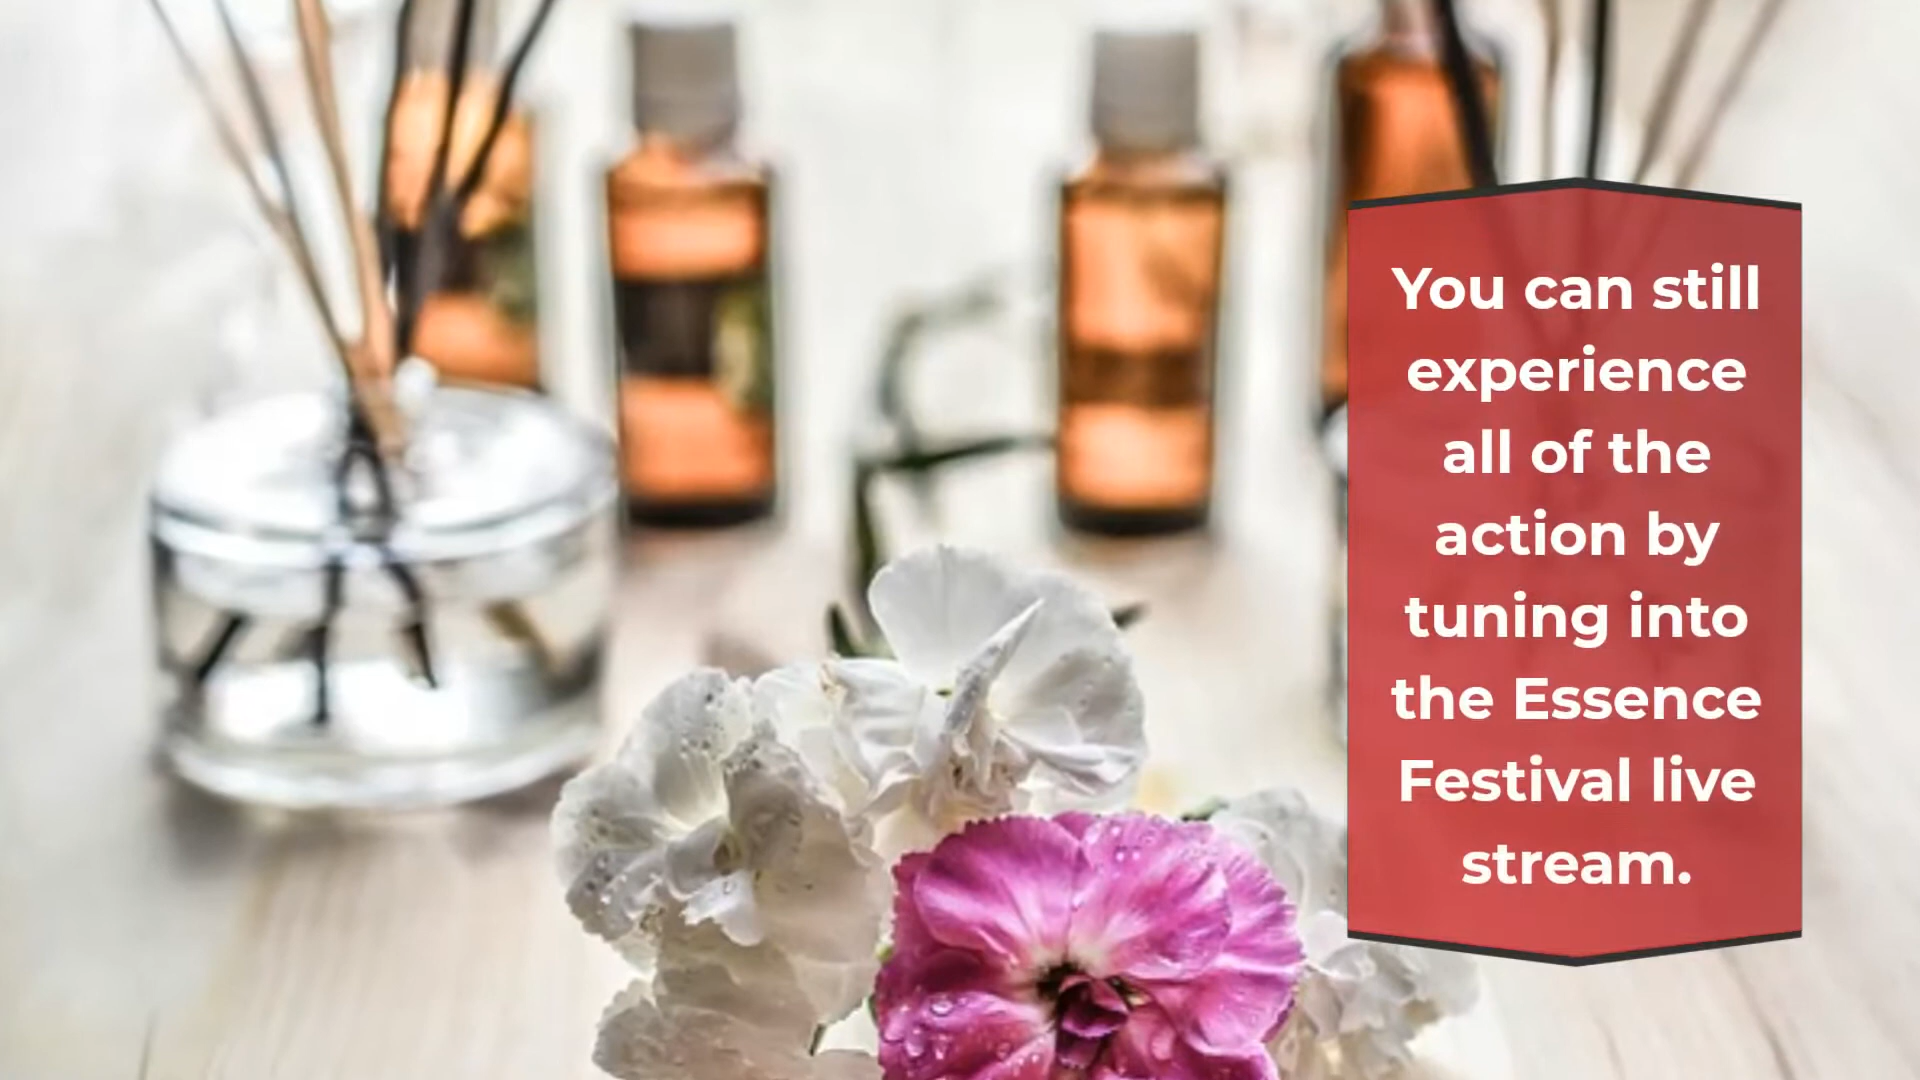 You can still
experience
all of the
action by
tuning into
the Essence
Festival live
stream.